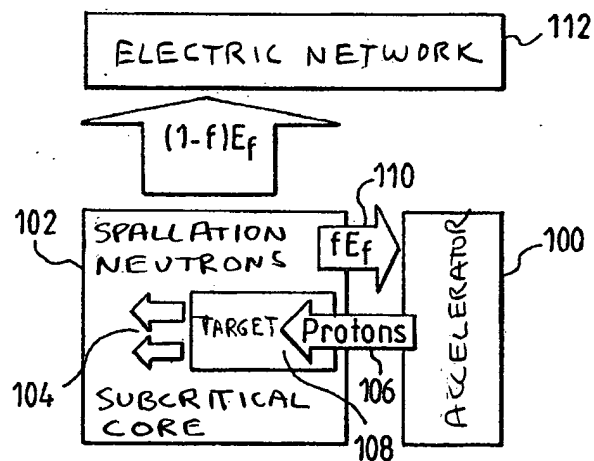 112
ELECTRIC NETWORK
(1-f)Ef
110
102
SPALLATION
NEUTRONS
fEf
100
ACCELERATOR
TARGET
Protons
104
106
SUBCRITICAL
CORE
108